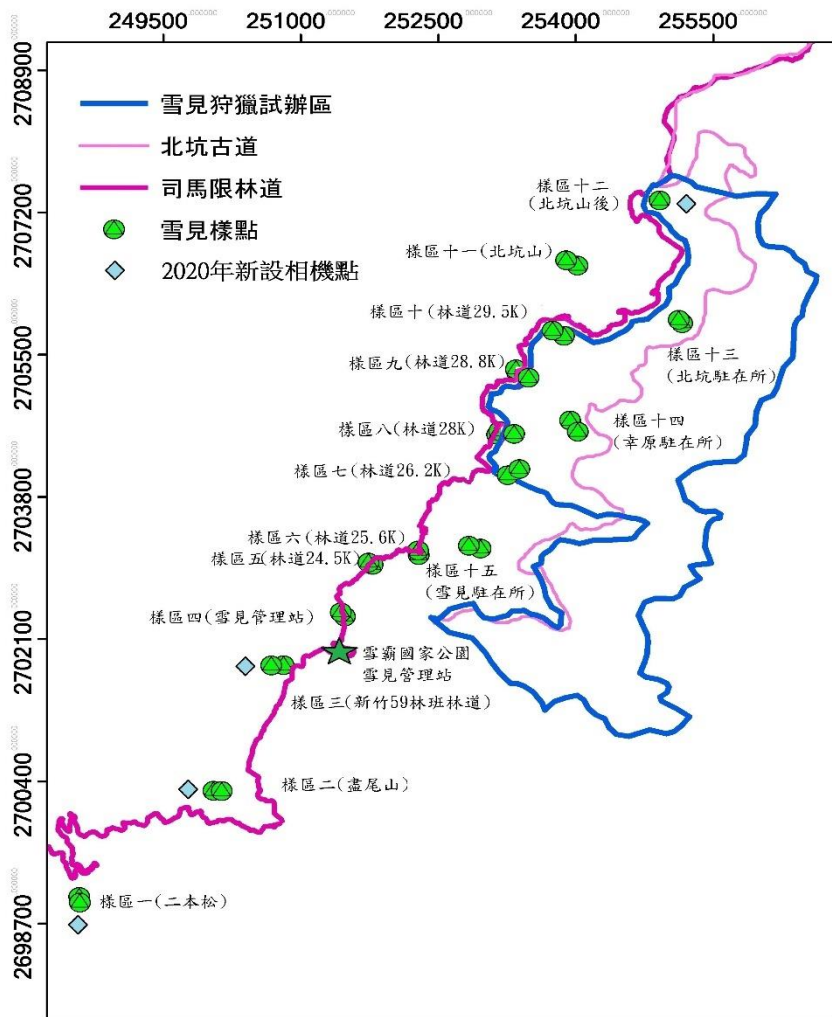 249500
251000
252500
254000
255500
2708900
2707200
2705500
2703800
2702100
2700400
2698700
雪見狩獵試辦區
北坑古道
司馬限林道
雪見樣點
2020年新設相機點
樣區十二
(北坑山後)
樣區十一(北坑山)
樣區十(林道29.5K)
樣區九(林道28.8K)
樣區十三
(北坑駐在所)
樣區八(林道28K)
樣區十四
(幸原駐在所)
樣區七(林道26.2K)
樣區六(林道25.6K)
樣區五(林道24.5K)
樣區十五
(雪見駐在所)
樣區四(雪見管理站)
雪霸國家公園
雪見管理站
樣區三(新竹59林班林道)
樣區二(盡尾山)
樣區一(二本松)